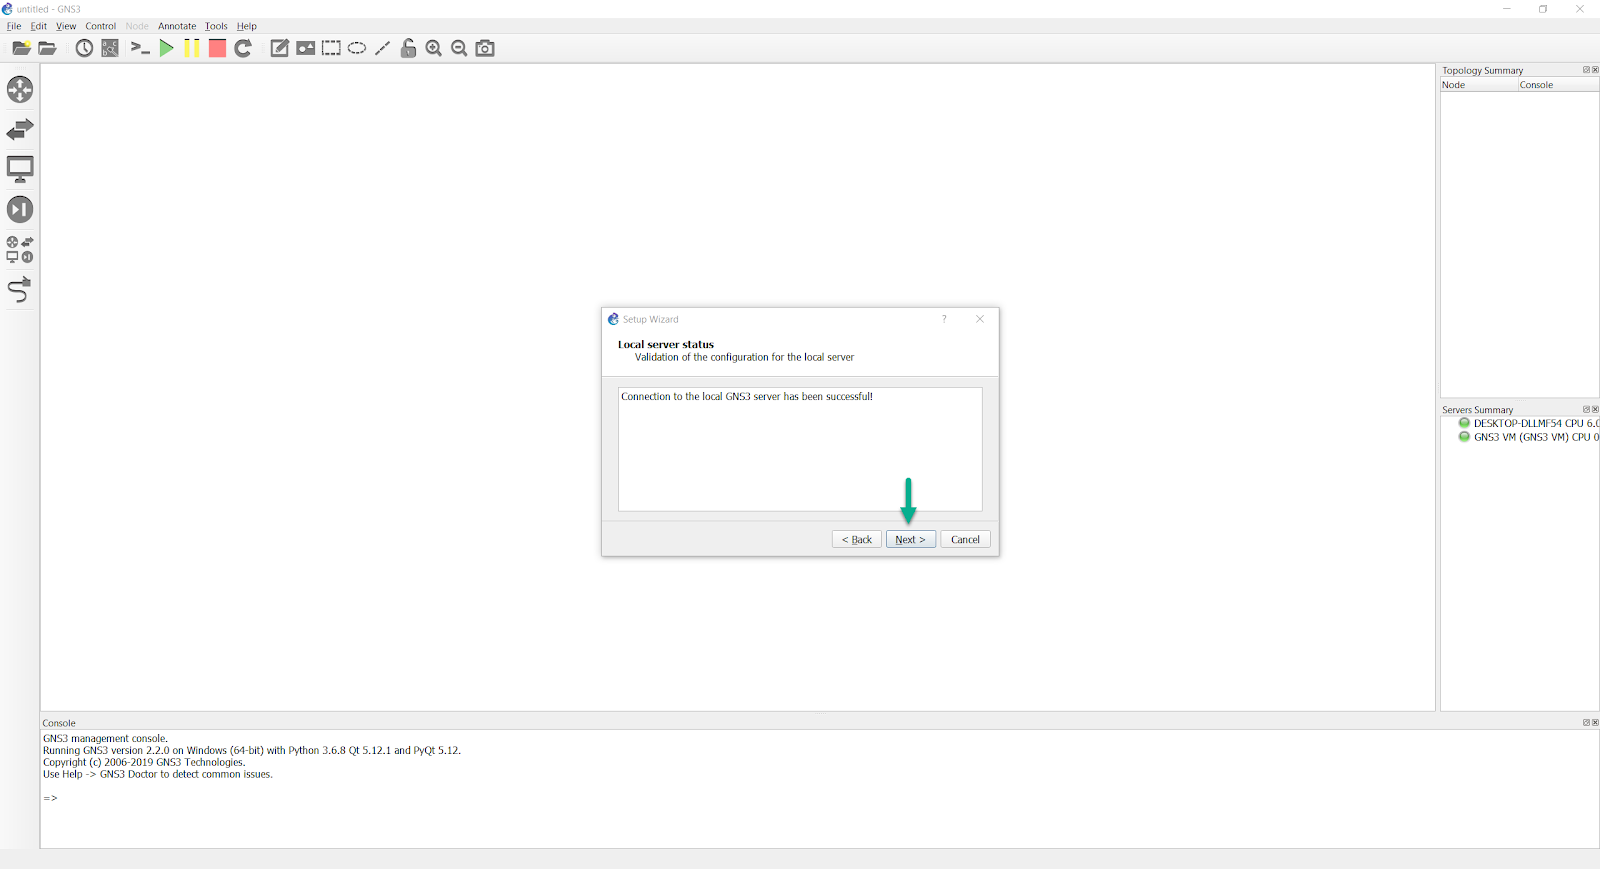 untitled - GNS3
File Edit View Control Node Annotate Tools Help
Topology Summary
Node Console
Setup Wizard ?
Local server status
Validation of the configuration for the local server
Connection to the local GNS3 server has been successful!
< Back Next > Cancel
Servers Summary
DESKTOP-DLLMF54 CPU 6.0
GNS3 VM (GNS3 VM) CPU 0
Console
GNS3 management console.
Running GNS3 version 2.2.0 on Windows (64-bit) with Python 3.6.8 Qt 5.12.1 and PyQt 5.12.
Copyright (c) 2006-2019 GNS3 Technologies.
Use Help -> GNS3 Doctor to detect common issues.
=>